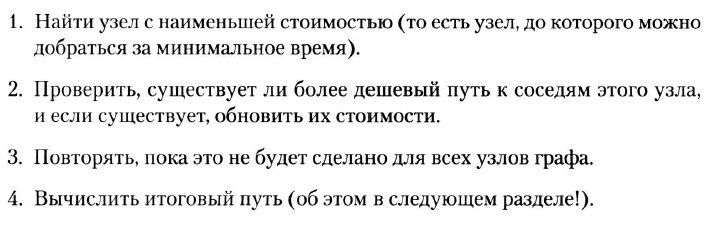 1. Найти узел с наименьшей стоимостью (то есть узел, до которого можно
добраться за минимальное время).
2. Проверить, существует ли более дешевый путь к соседям этого узла,
и если существует, обновить их стоимости.
3. Повторять, пока это не будет сделано для всех узлов графа.
4. Вычислить итоговый путь (об этом в следующем разделе!).